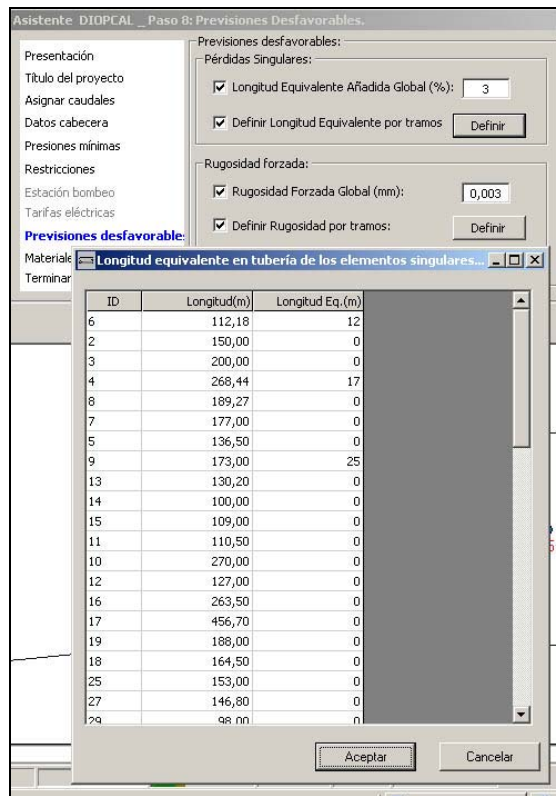 Asistente DIOPCAL _ Paso 8: Previsiones Desfavorables.
Presentación
Título del proyecto
Asignar caudales
Datos cabecera
Presiones mínimas
Restricciones
Estación bombeo
Tarifas eléctricas
Previsiones desfavorable
Materiale
Terminar
Previsiones desfavorables:
Pérdidas Singulares:
Longitud Equivalente Añadida Global (%): 3
Definir Longitud Equivalente por tramos Definir
Rugosidad forzada:
Rugosidad Forzada Global (mm): 0,003
Definir Rugosidad por tramos: Definir
Longitud equivalente en tubería de los elementos singulares...
ID Longitud(m) Longitud Eq.(m)
6 112,18 12
2 150,00 0
3 200,00 0
4 268,44 17
8 189,27 0
7 177,00 0
5 136,50 0
9 173,00 25
13 130,20 0
14 100,00 0
15 109,00 0
11 110,50 0
10 270,00 0
12 127,00 0
16 263,50 0
17 456,70 0
19 188,00 0
18 164,50 0
25 153,00 0
27 146,80 0
29 98,00 0
Aceptar Cancelar